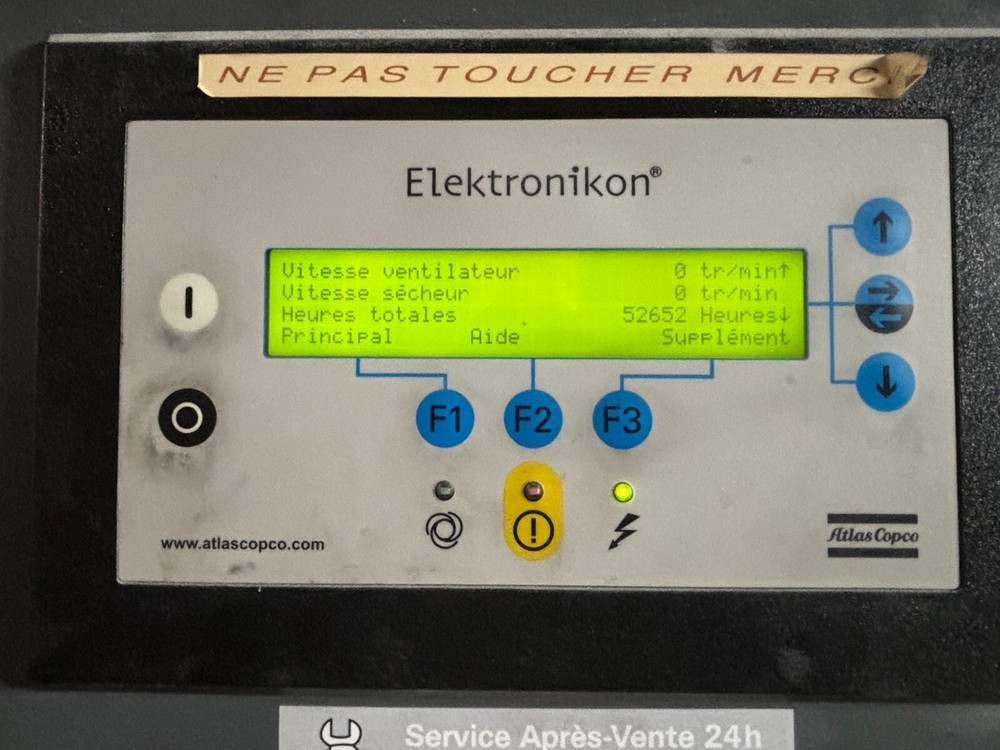 NE PAS TOUCHER MERCI
Elektronikon®
Vitesse ventilateur 0 tr/min↑
Vitesse sécheur 0 tr/min
Heures totales 52652 Heures↓
Principal Aide Supplément
F1 F2 F3
www.atlascopco.com
Atlas Copco
Service Après-Vente 24h